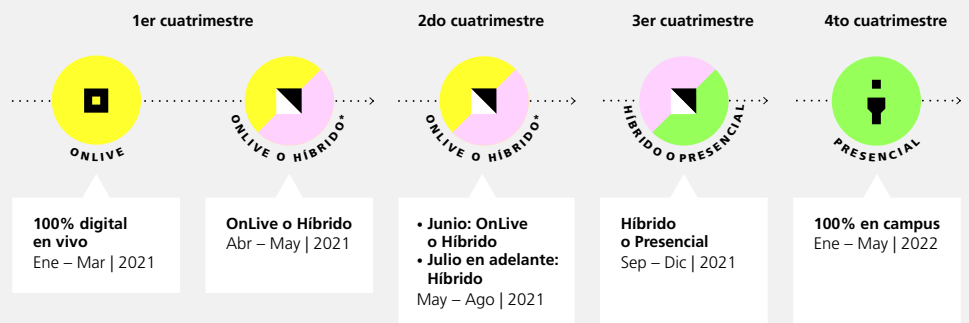 1er cuatrimestre
2do cuatrimestre
3er cuatrimestre
4to cuatrimestre
ONLIVE
ONLIVE O HÍBRIDO*
ONLIVE O HÍBRIDO*
HÍBRIDO O PRESENCIAL
PRESENCIAL
100% digital
en vivo
Ene – Mar | 2021
OnLive o Híbrido
Abr – May | 2021
• Junio: OnLive
o Híbrido
• Julio en adelante:
Híbrido
May – Ago | 2021
Híbrido
o Presencial
Sep – Dic | 2021
100% en campus
Ene – May | 2022